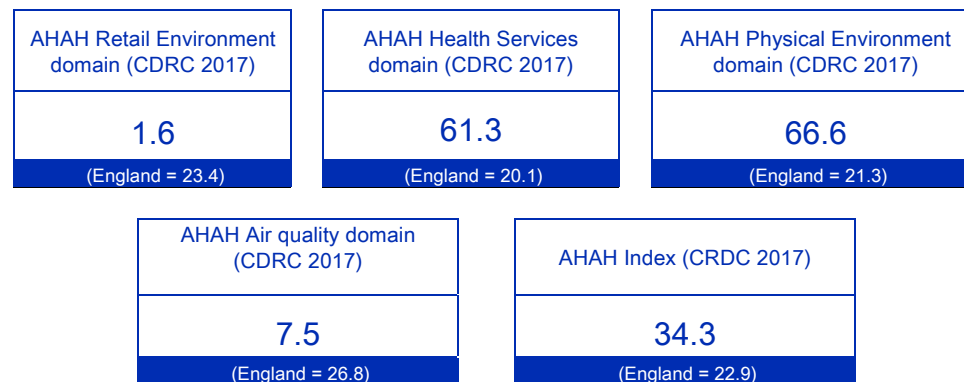 AHAH Retail Environment
domain (CDRC 2017)
1.6
(England = 23.4)
AHAH Health Services
domain (CDRC 2017)
61.3
(England = 20.1)
AHAH Physical Environment
domain (CDRC 2017)
66.6
(England = 21.3)
AHAH Air quality domain
(CDRC 2017)
7.5
(England = 26.8)
AHAH Index (CRDC 2017)
34.3
(England = 22.9)